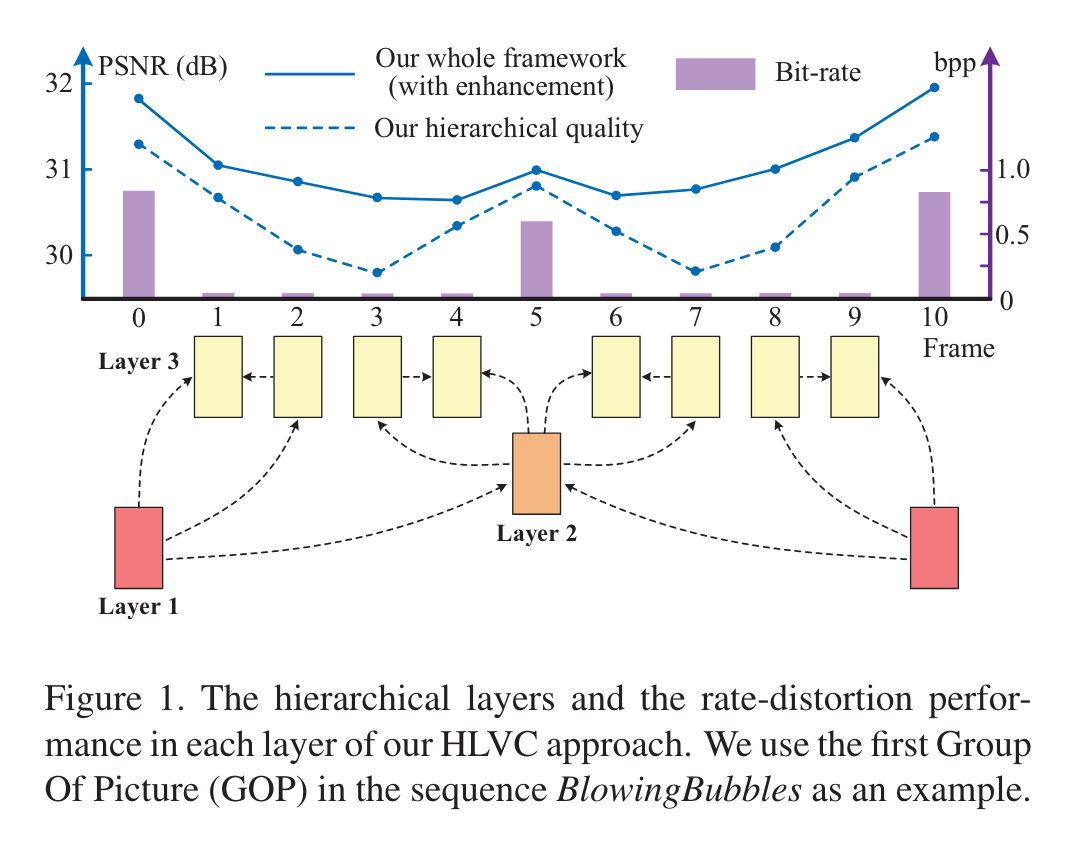 PSNR (dB)
Our whole framework
(with enhancement)
Our hierarchical quality
Bit-rate
bpp
32
31
30
1.0
0.5
0
0 1 2 3 4 5 6 7 8 9 10
Frame
Layer 3
Layer 2
Layer 1
Figure 1. The hierarchical layers and the rate-distortion perfor-
mance in each layer of our HLVC approach. We use the first Group
Of Picture (GOP) in the sequence BlowingBubbles as an example.